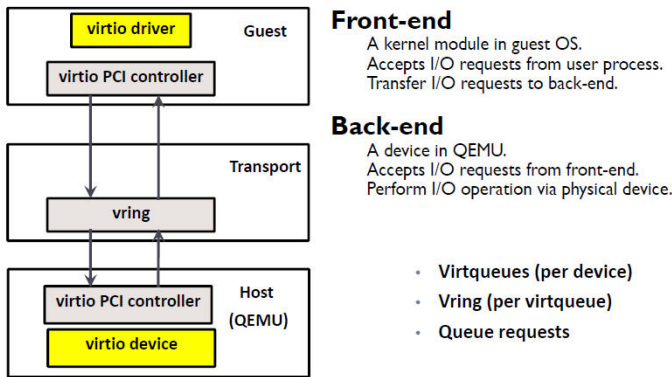 virtio driver
Guest
virtio PCI controller
Transport
vring
virtio PCI controller
Host
(QEMU)
virtio device
Front-end
A kernel module in guest OS.
Accepts I/O requests from user process.
Transfer I/O requests to back-end.
Back-end
A device in QEMU.
Accepts I/O requests from front-end.
Perform I/O operation via physical device.
• Virtqueues (per device)
• Vring (per virtqueue)
• Queue requests